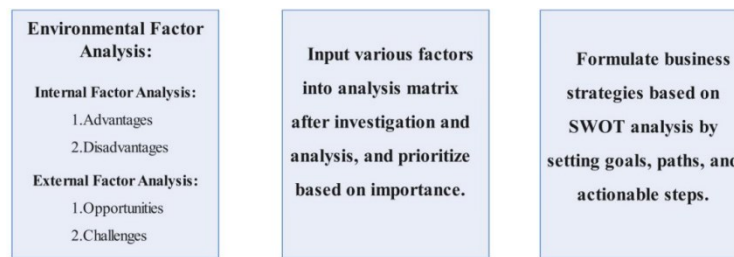 Environmental Factor
Analysis:
Internal Factor Analysis:
1.Advantages
2.Disadvantages
External Factor Analysis:
1.Opportunities
2.Challenges
Input various factors
into analysis matrix
after investigation and
analysis, and prioritize
based on importance.
Formulate business
strategies based on
SWOT analysis by
setting goals, paths, and
actionable steps.